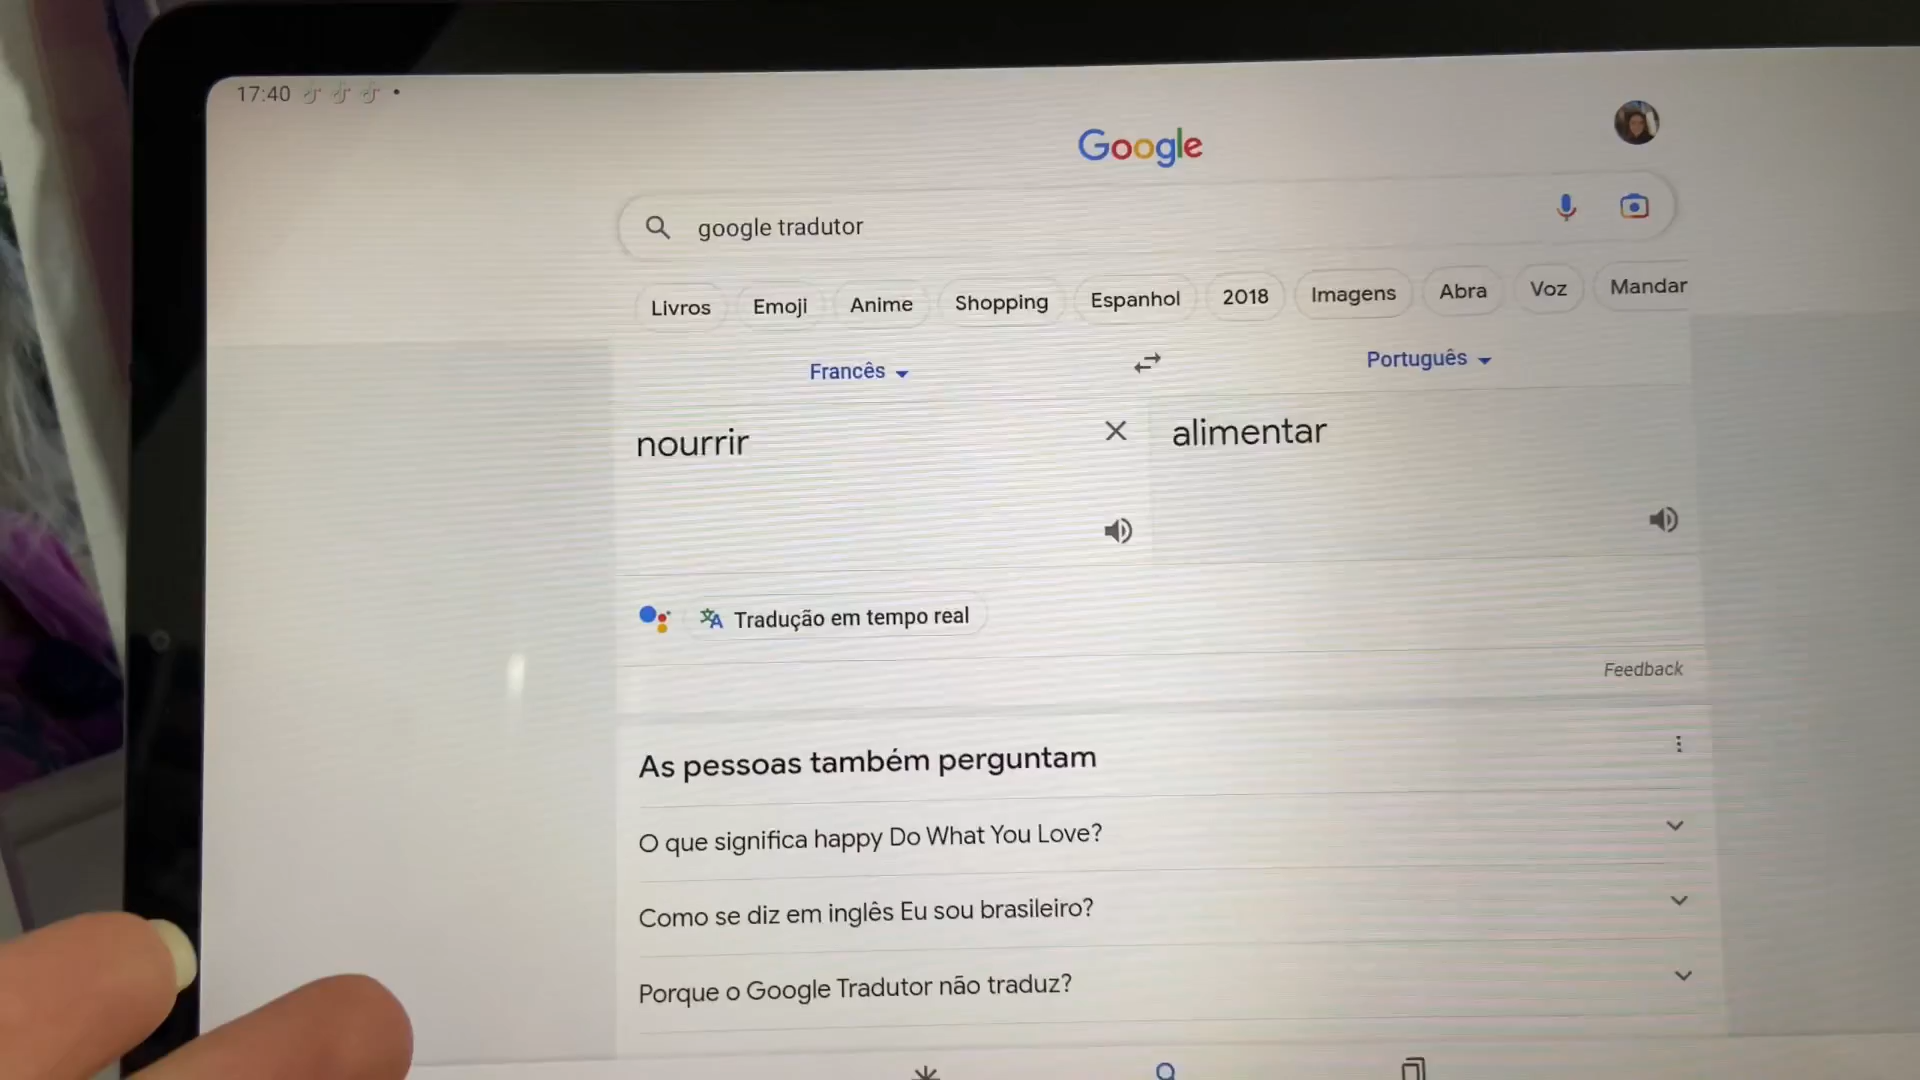 17:40
Google
google tradutor
Livros Emoji Anime Shopping Espanhol 2018 Imagens Abra Voz Mandar
Francês Português
nourrir alimentar
Tradução em tempo real
Feedback
As pessoas também perguntam
O que significa happy Do What You Love?
Como se diz em inglês Eu sou brasileiro?
Porque o Google Tradutor não traduz?